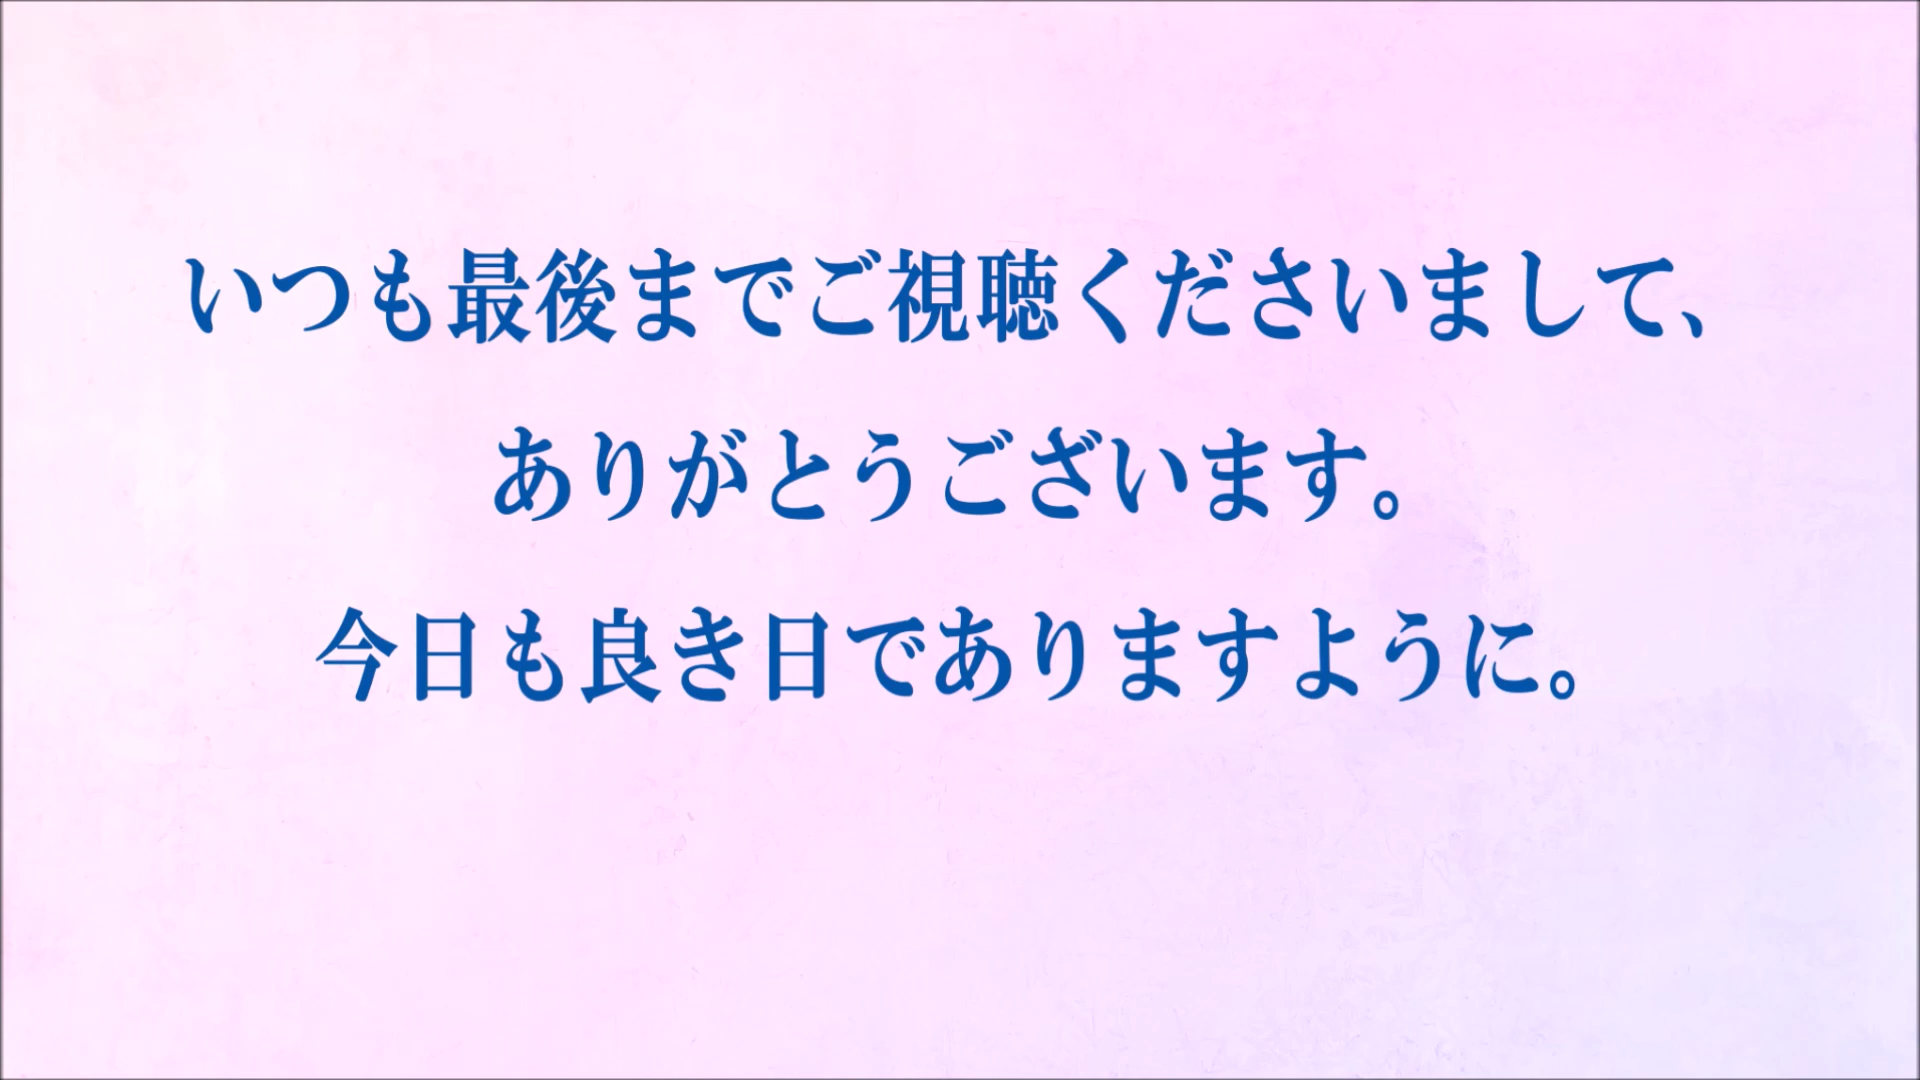 いつも最後までご視聴くださいまして、
ありがとうございます。
今日も良き日でありますように。